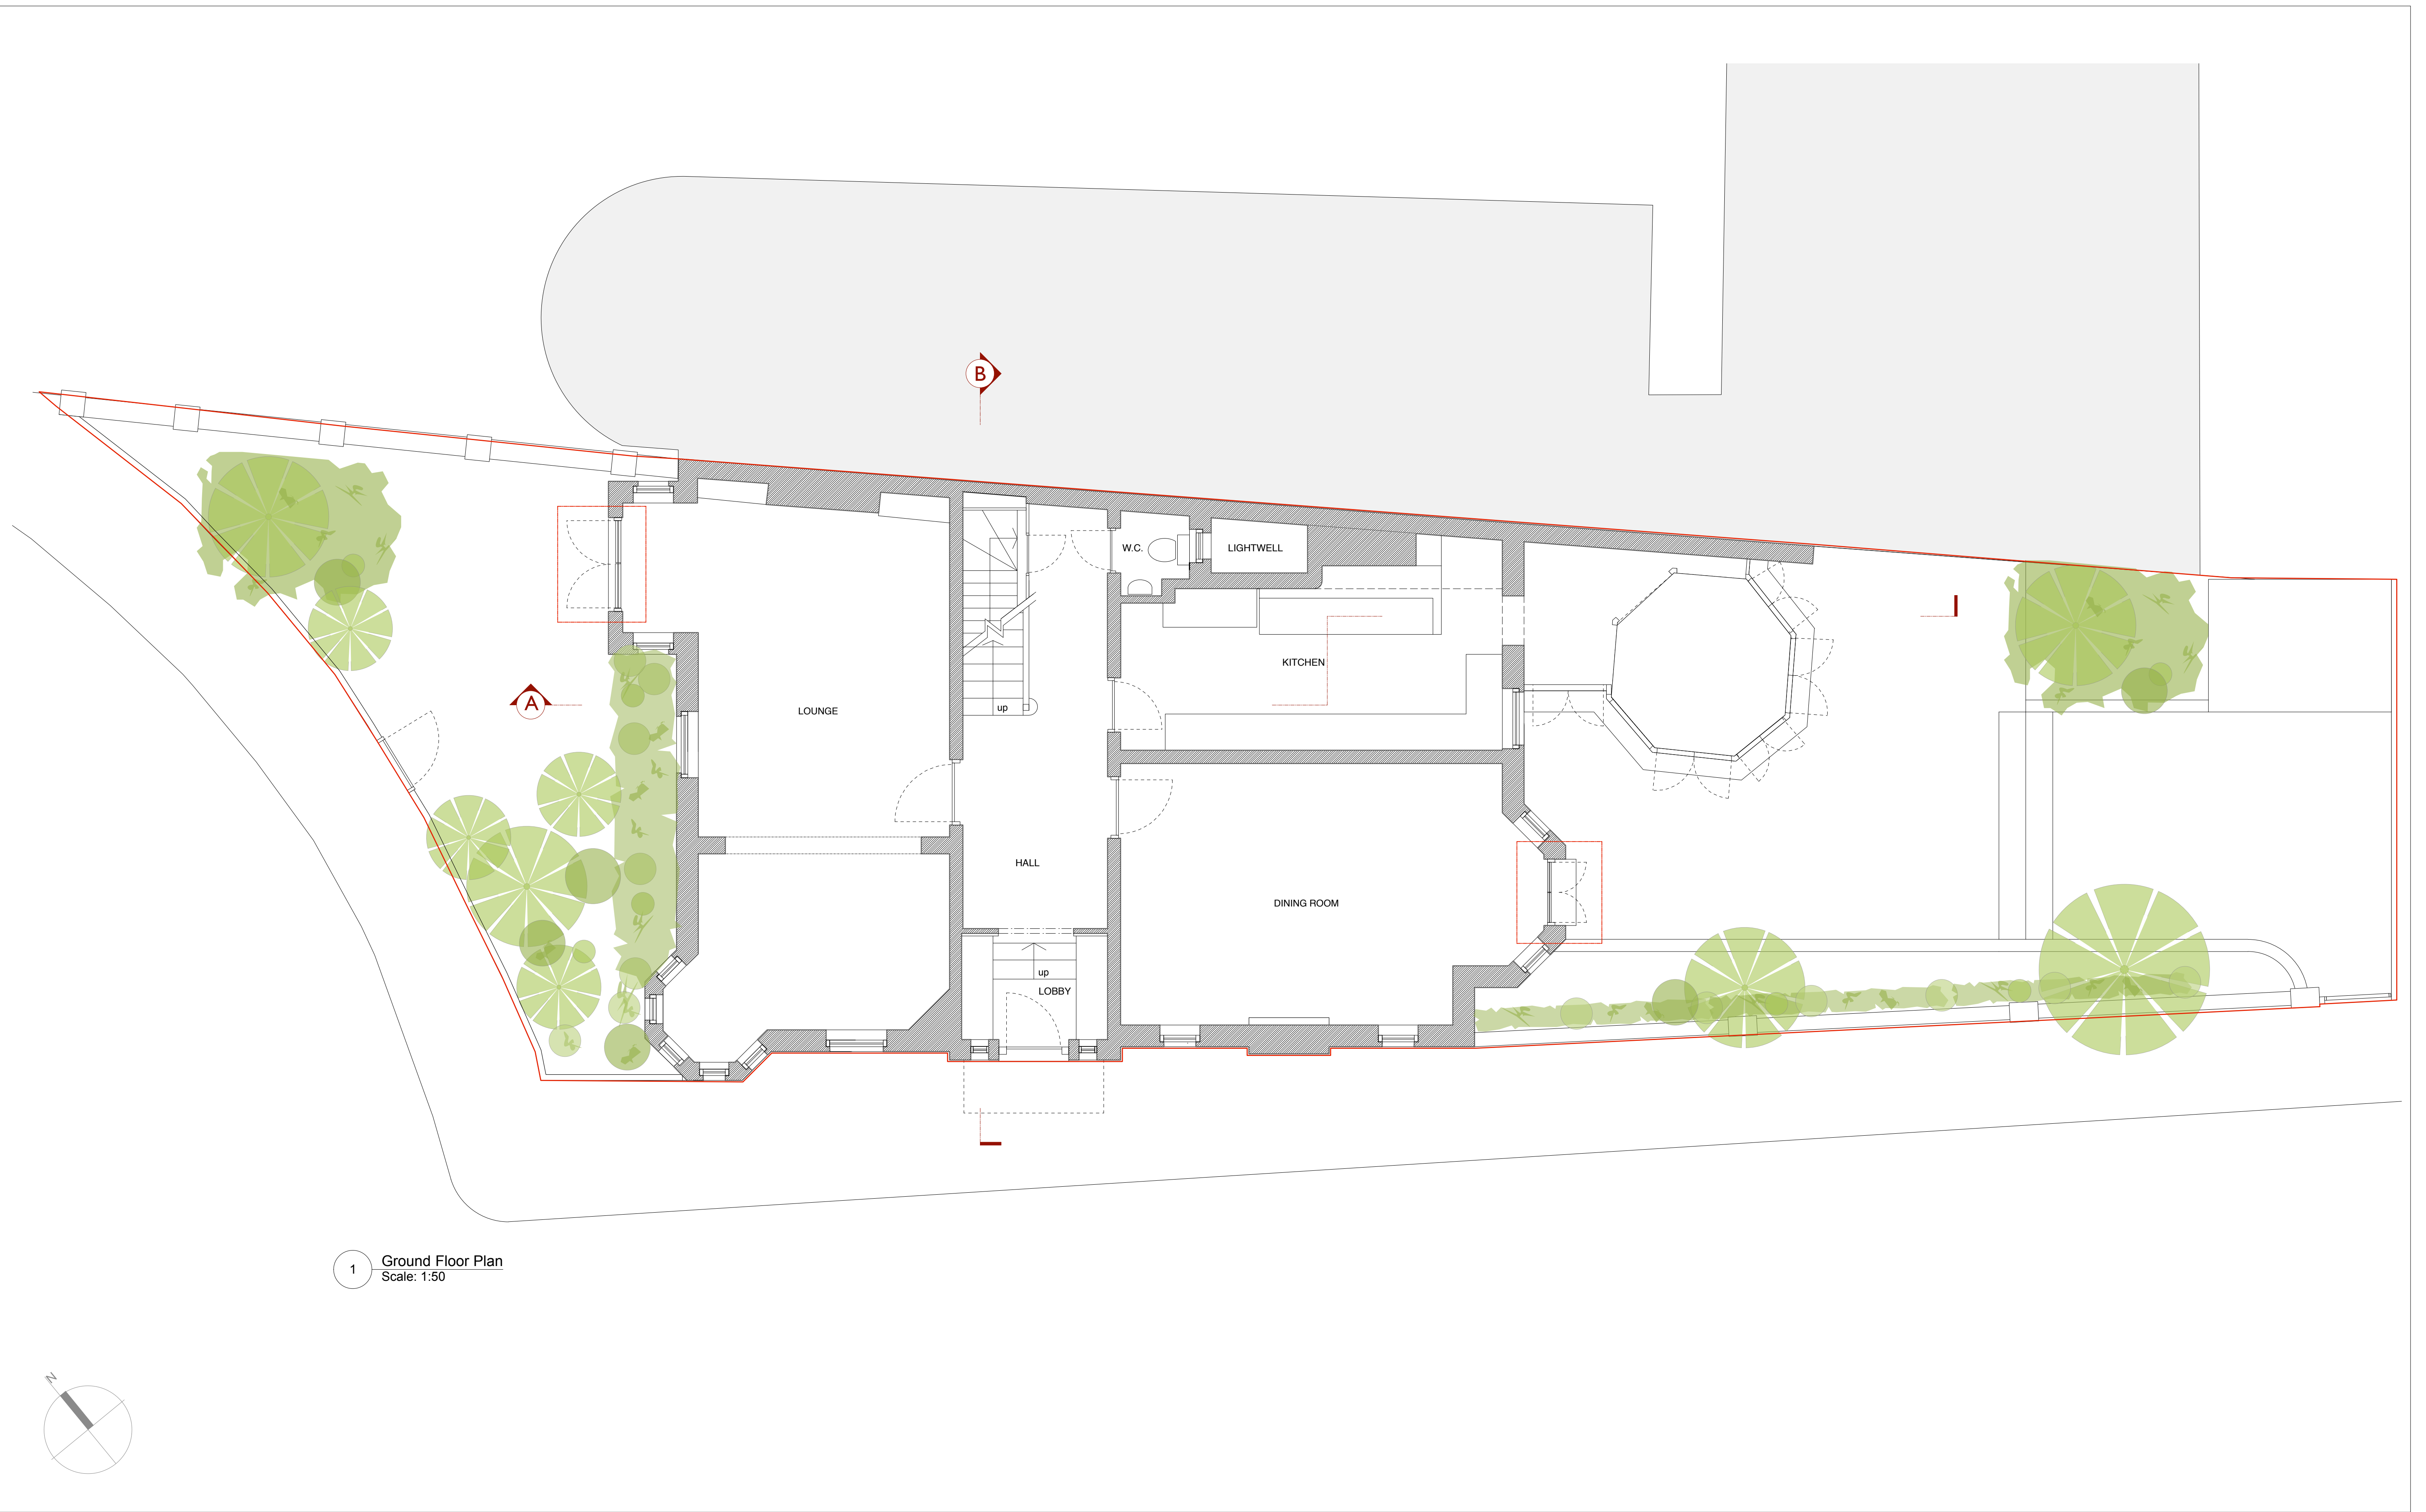 B
W.C.
LIGHTWELL
KITCHEN
A
LOUNGE
up
HALL
DINING ROOM
up
LOBBY
1
Ground Floor Plan
Scale: 1:50
N